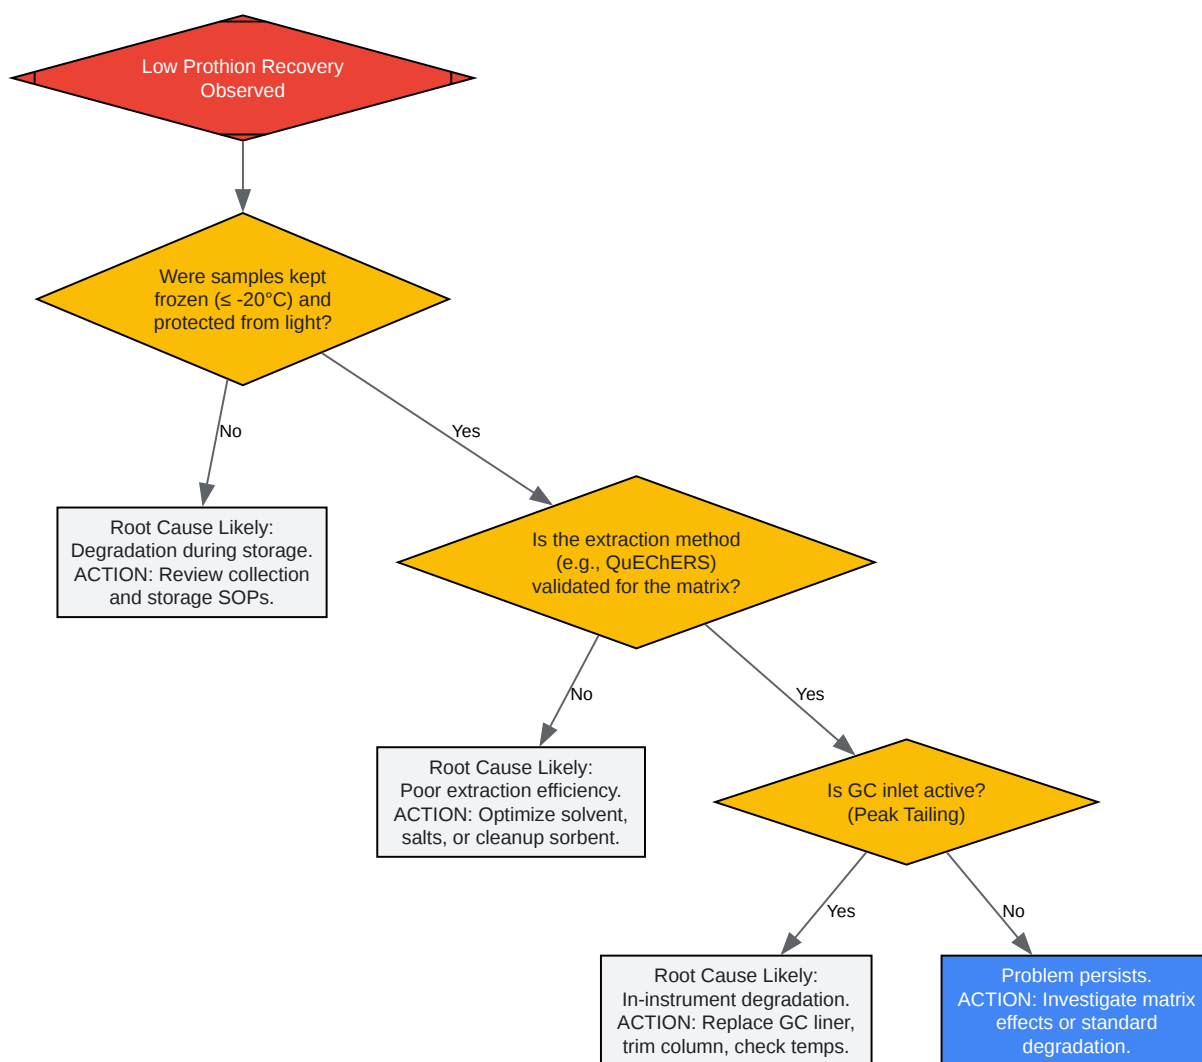 Low Prothion Recovery
Observed
Were samples kept
frozen (≤ -20°C) and
protected from light?
No
Yes
Root Cause Likely:
Degradation during storage.
ACTION: Review collection
and storage SOPs.
Is the extraction method
(e.g., QuEChERS)
validated for the matrix?
No
Yes
Root Cause Likely:
Poor extraction efficiency.
ACTION: Optimize solvent,
salts, or cleanup sorbent.
Is GC inlet active?
(Peak Tailing)
Yes
No
Root Cause Likely:
In-instrument degradation.
ACTION: Replace GC liner,
trim column, check temps.
Problem persists.
ACTION: Investigate matrix
effects or standard
degradation.